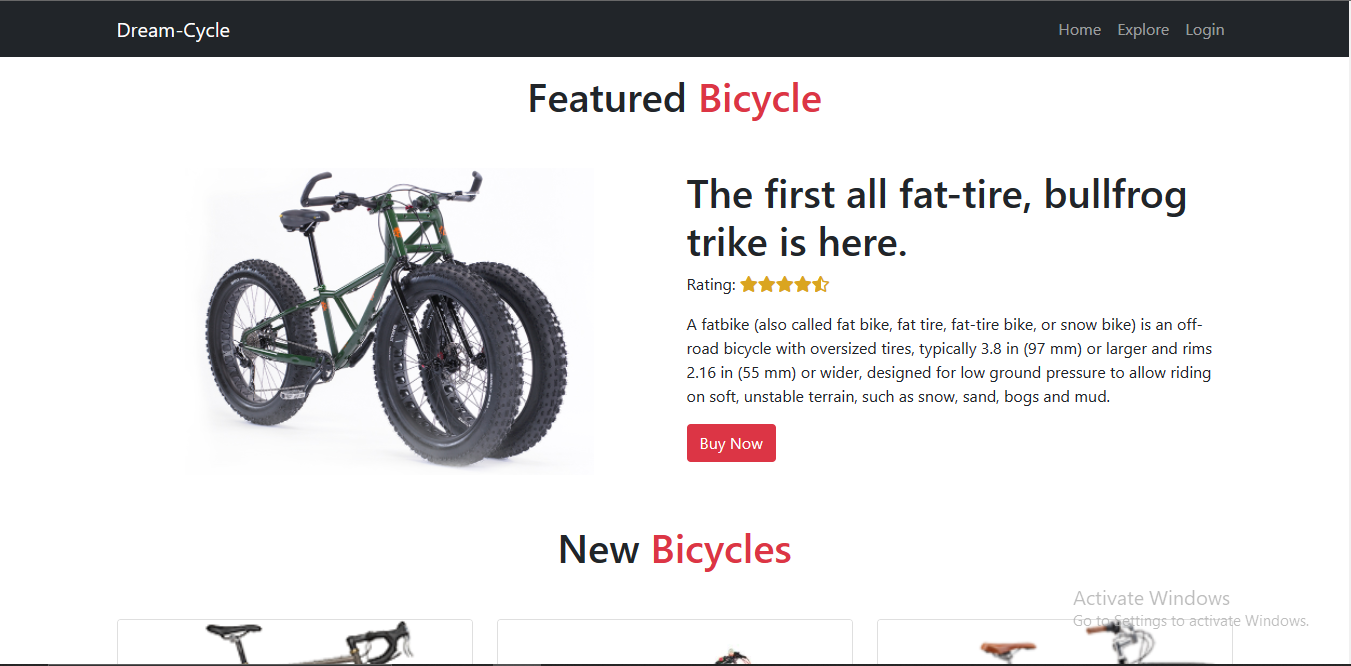 Dream-Cycle
Home Explore Login
Featured Bicycle
The first all fat-tire, bullfrog
trike is here.
Rating:
A fatbike (also called fat bike, fat tire, fat-tire bike, or snow bike) is an off-
road bicycle with oversized tires, typically 3.8 in (97 mm) or larger and rims
2.16 in (55 mm) or wider, designed for low ground pressure to allow riding
on soft, unstable terrain, such as snow, sand, bogs and mud.
Buy Now
New Bicycles
Activate Windows
Go to Settings to activate Windows.